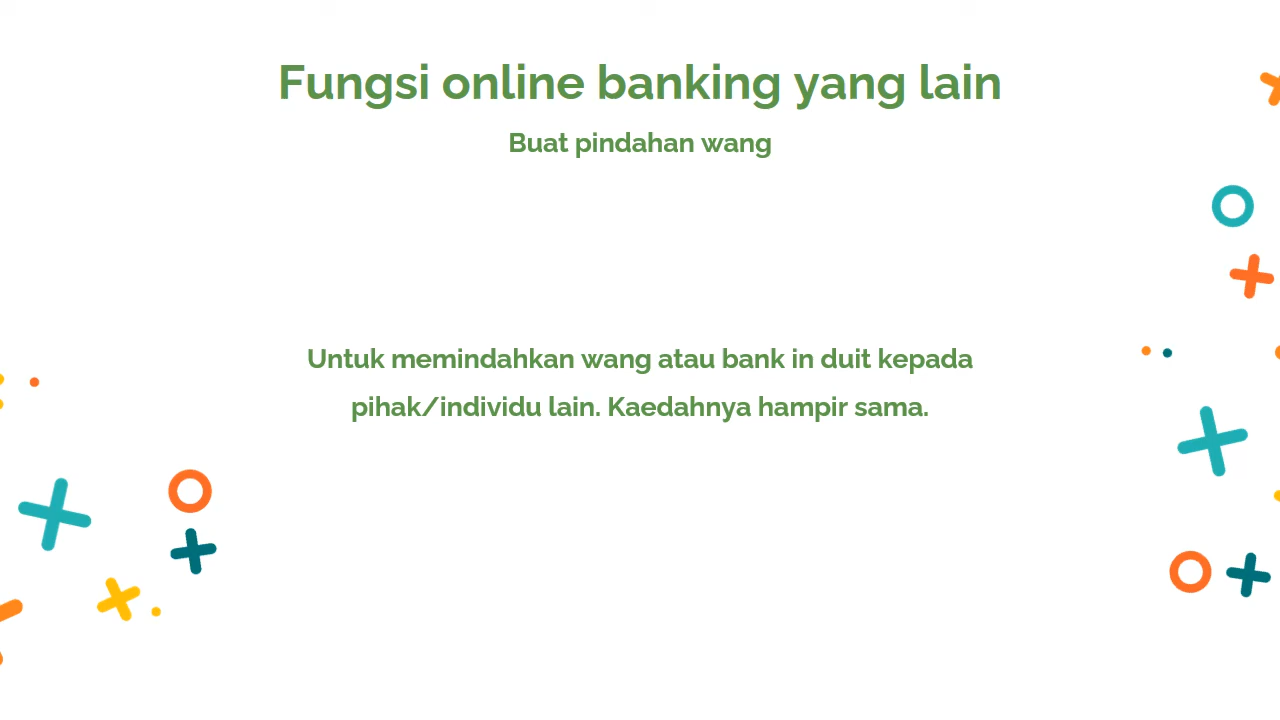 Fungsi online banking yang lain
Buat pindahan wang
Untuk memindahkan wang atau bank in duit kepada
pihak/individu lain. Kaedahnya hampir sama.